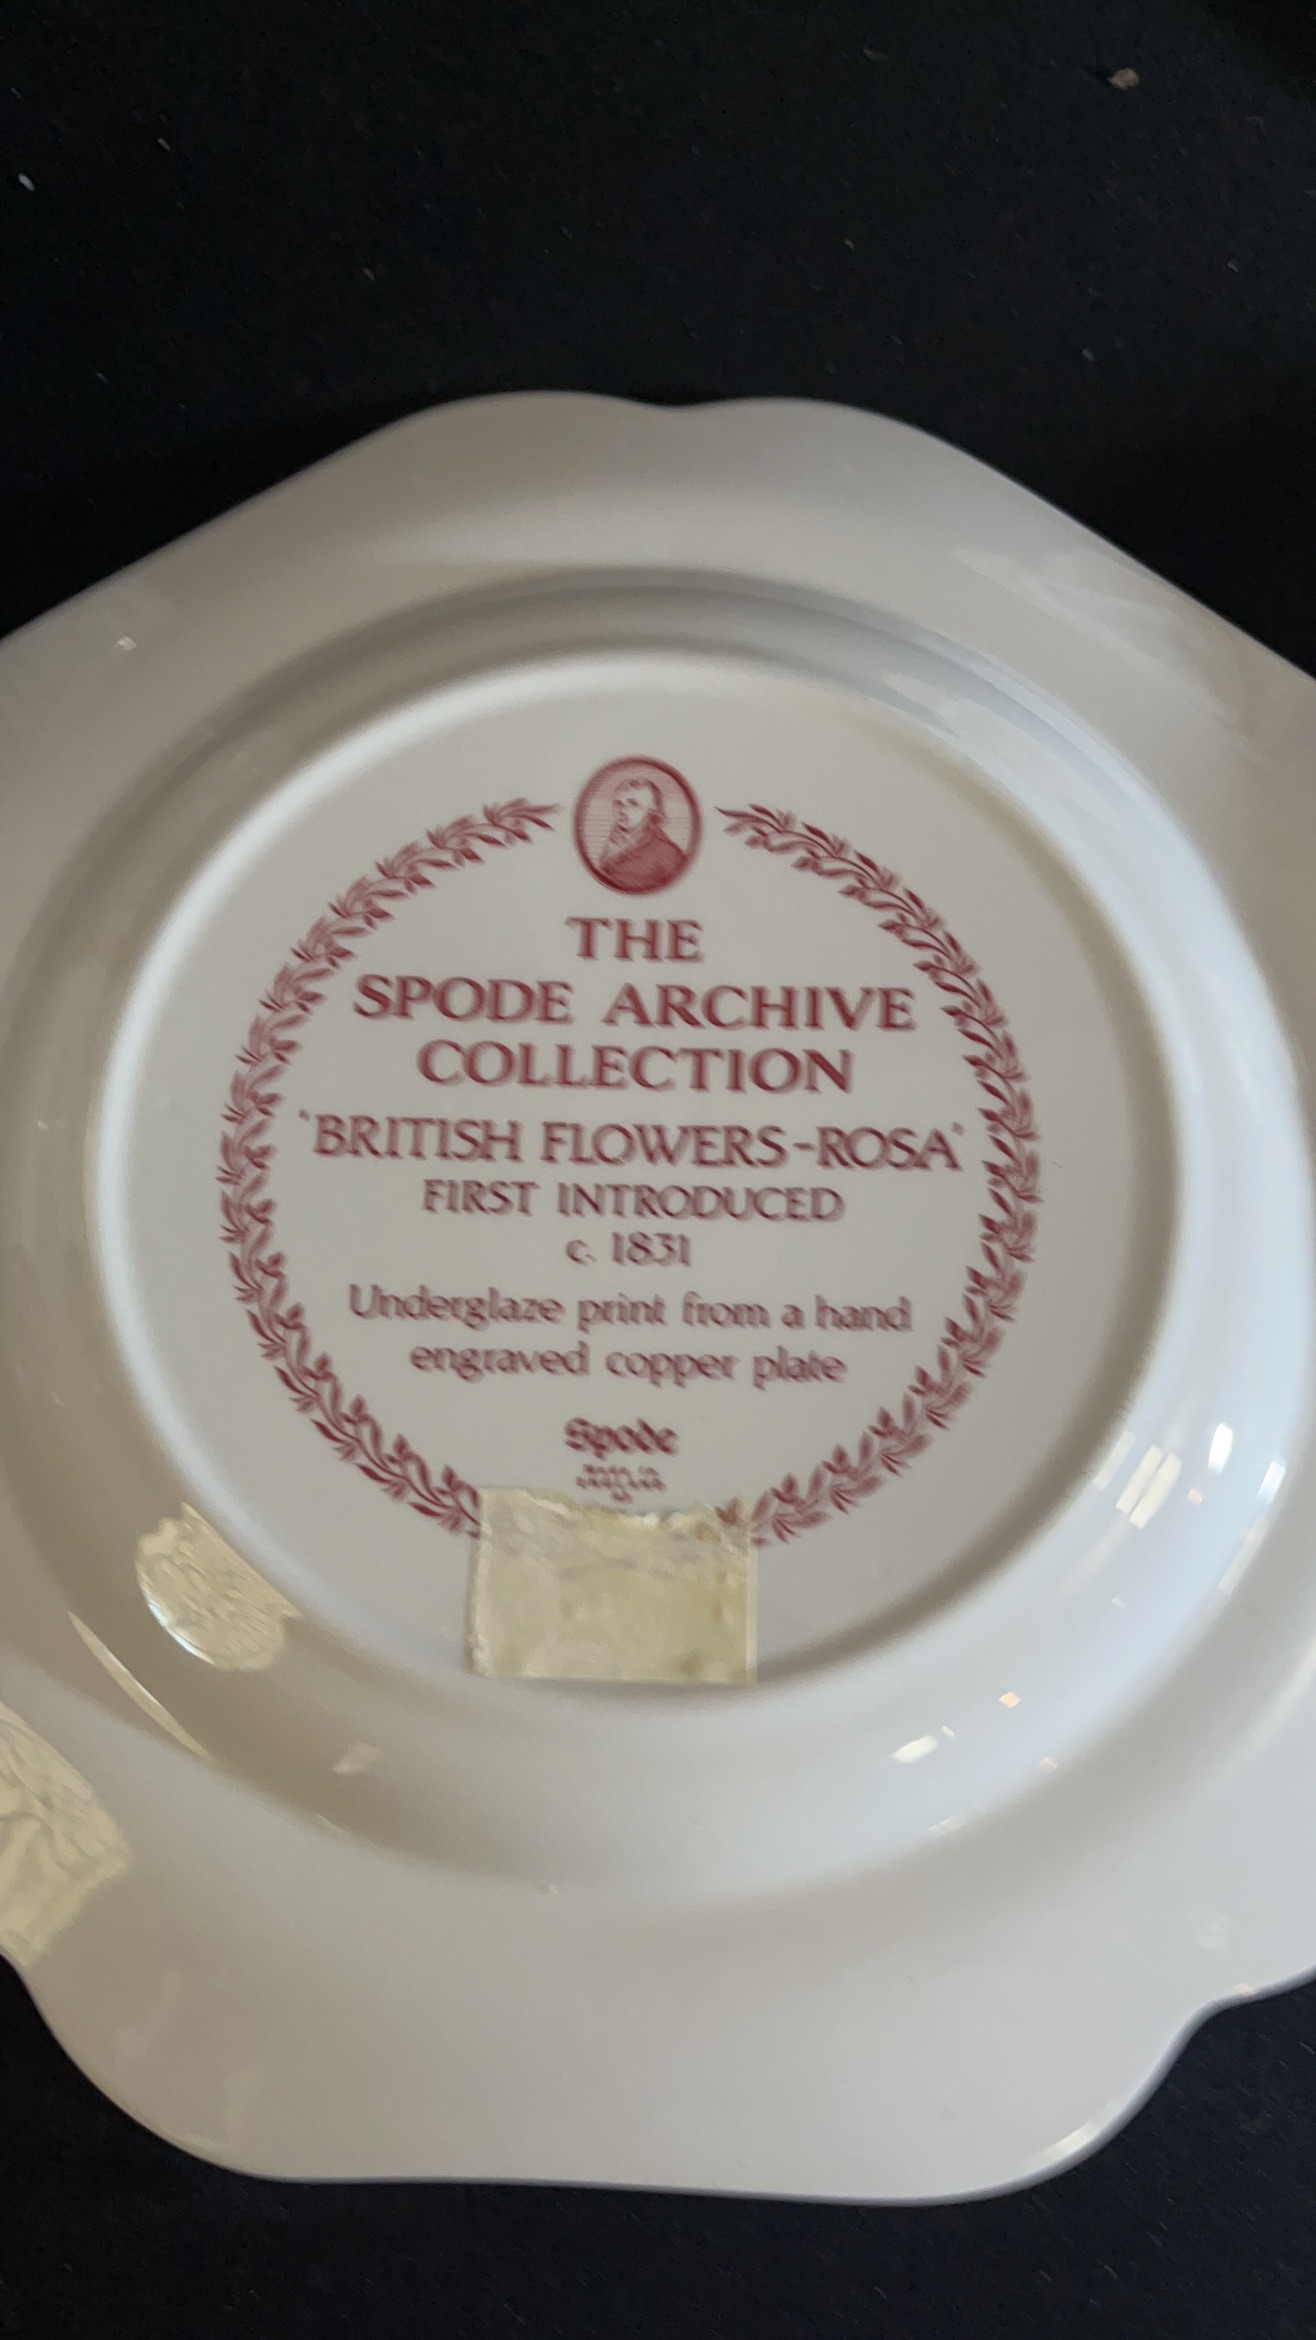 THE
SPODE ARCHIVE
COLLECTION
'BRITISH FLOWERS-ROSA'
FIRST INTRODUCED
c. 1831
Underglaze print from a hand
engraved copper plate
Spode